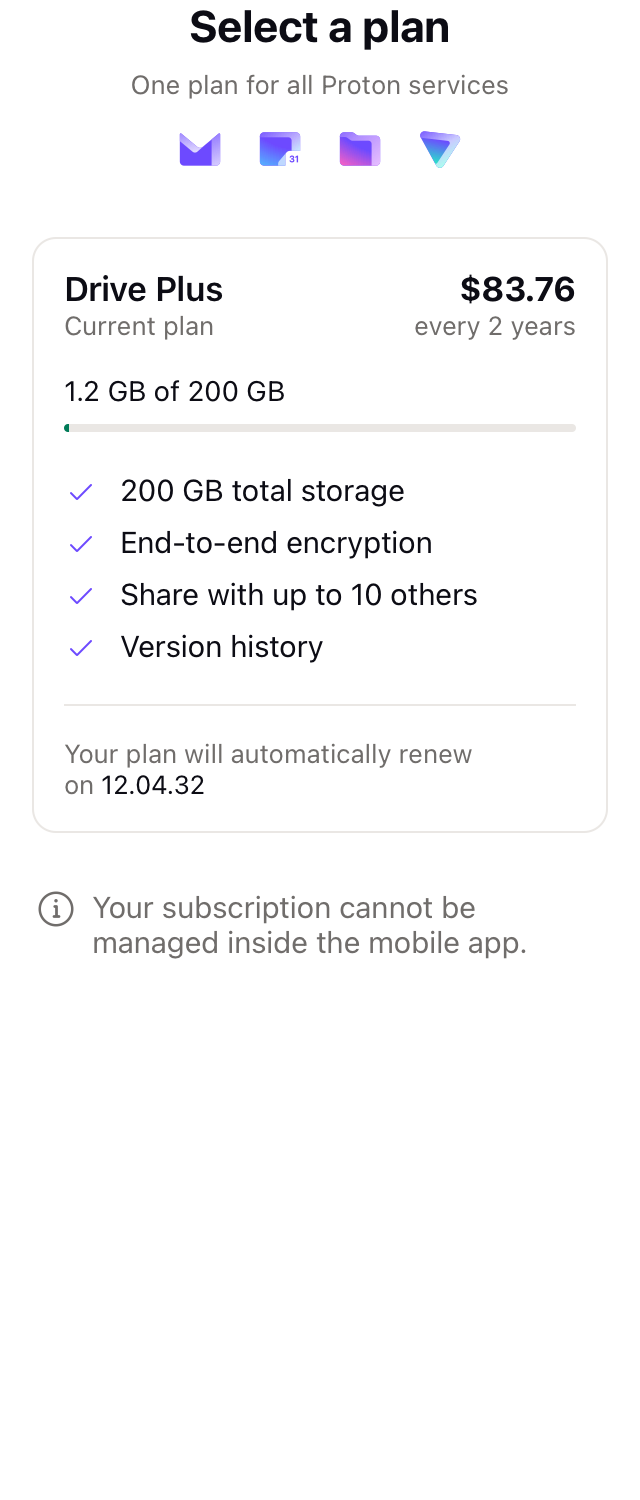 Select a plan
One plan for all Proton services
31
Drive Plus
$83.76
Current plan
every 2 years
1.2 GB of 200 GB
200 GB total storage
End-to-end encryption
Share with up to 10 others
Version history
Your plan will automatically renew
on 12.04.32
Your subscription cannot be
managed inside the mobile app.